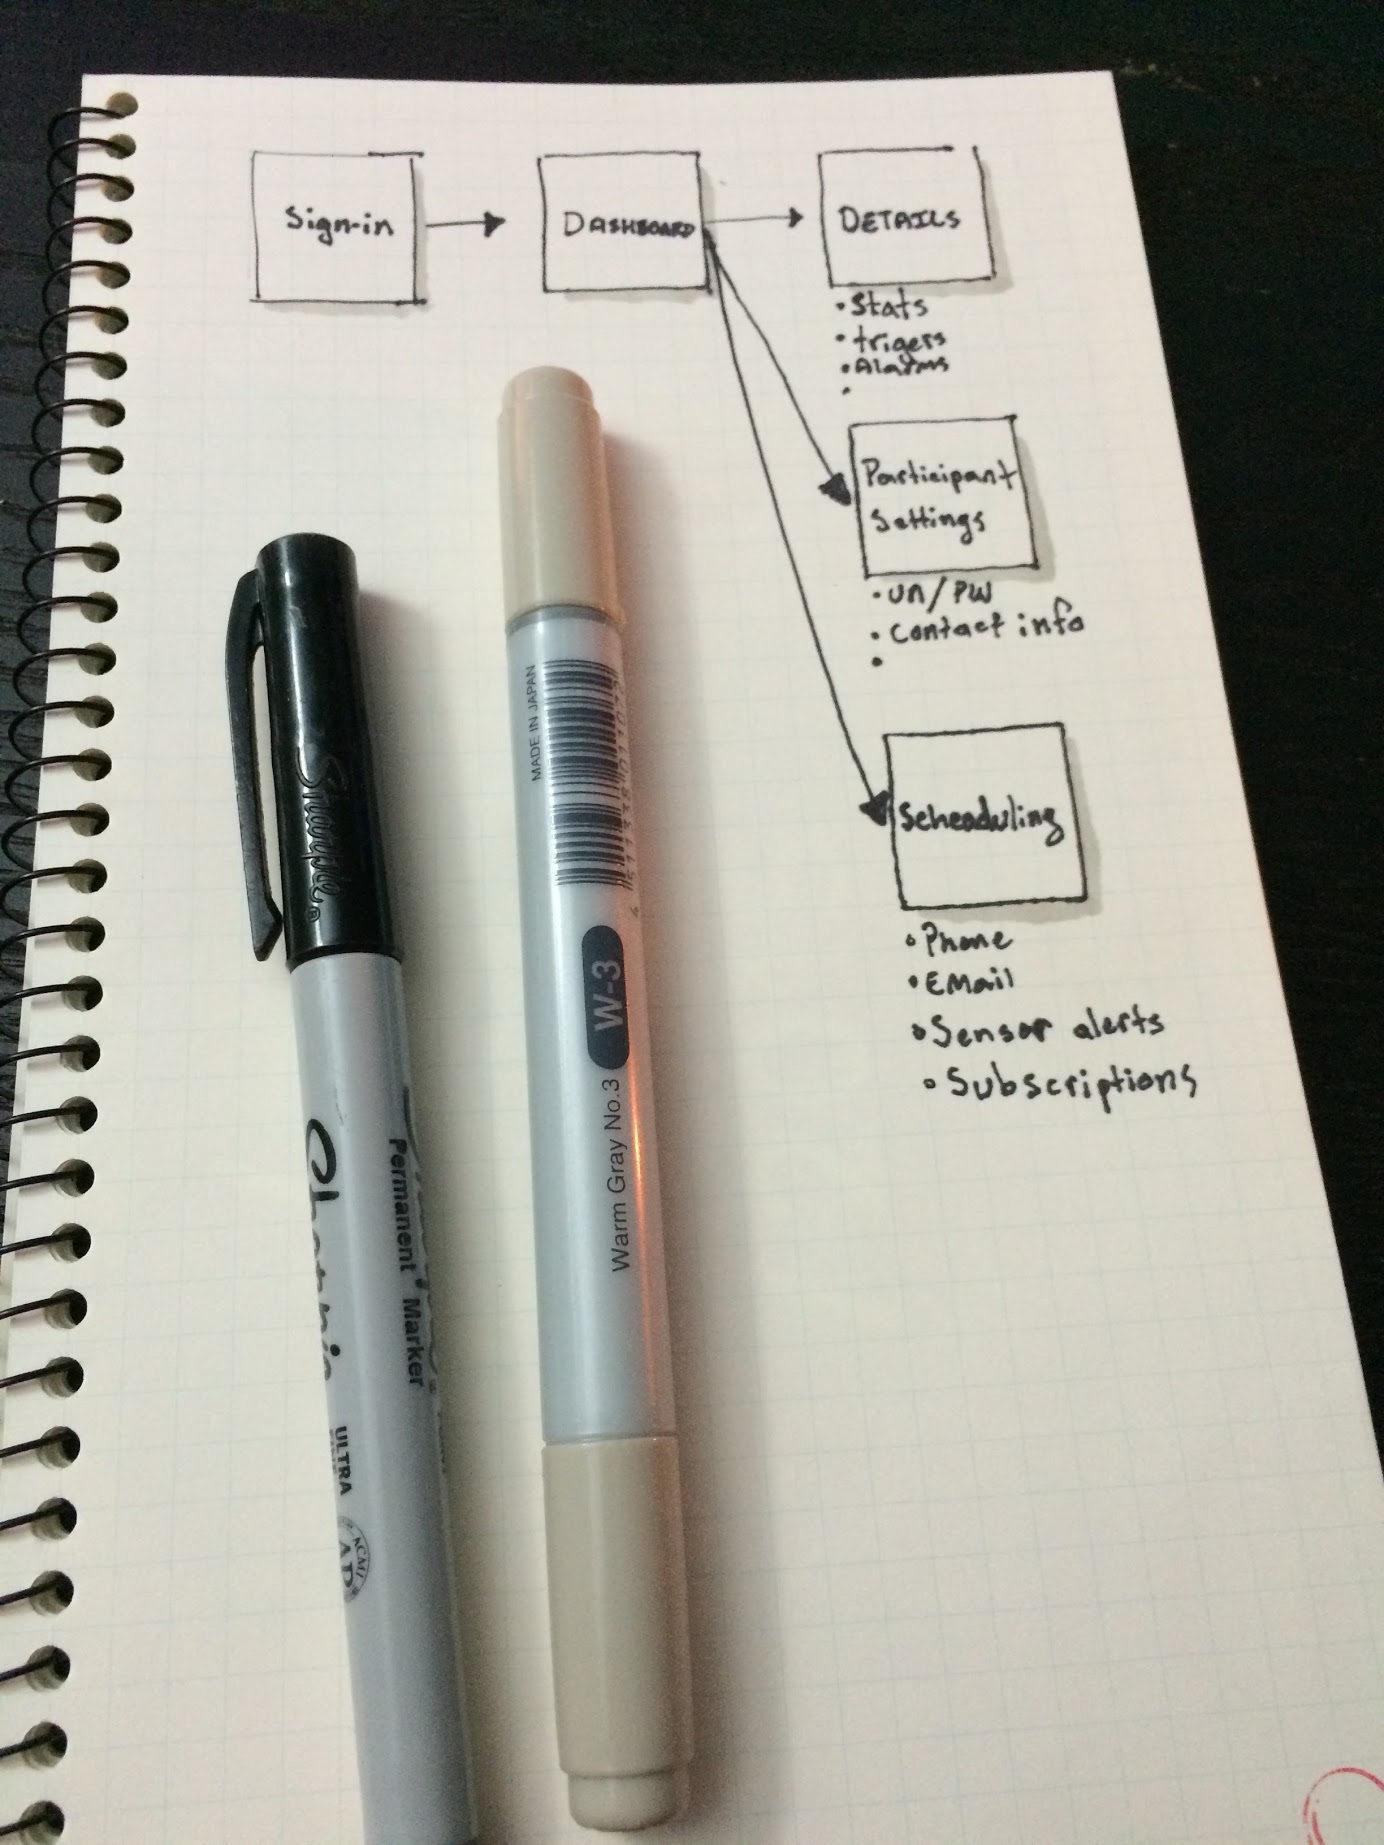 Sign-in
DASHBOARD
DETAILS
• Stats
• trigers
• Alarms
•
Participant
Settings
• UN/PW
• Contact info
•
Scheaduling
• Phone
• EMail
• Sensor alerts
• Subscriptions
Sharpie®
Sharpie
Permanent Marker
ULTRA
ACMI
AP
MADE IN JAPAN
W-3
Warm Gray No.3